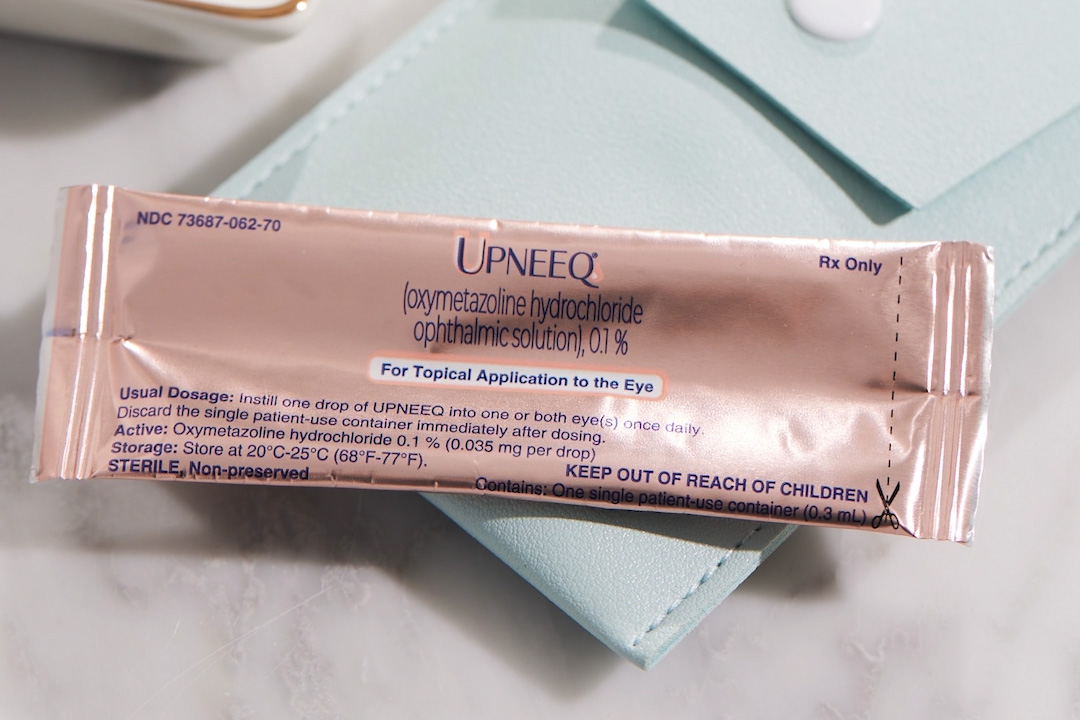 NDC 73687-062-70
UPNEEQ®
Rx Only
(oxymetazoline hydrochloride
ophthalmic solution), 0.1 %
For Topical Application to the Eye
Usual Dosage: Instill one drop of UPNEEQ into one or both eye(s) once daily.
Discard the single patient-use container immediately after dosing.
Active: Oxymetazoline hydrochloride 0.1 % (0.035 mg per drop)
Storage: Store at 20°C-25°C (68°F-77°F).
STERILE, Non-preserved
KEEP OUT OF REACH OF CHILDREN
Contains: One single patient-use container (0.3 mL)